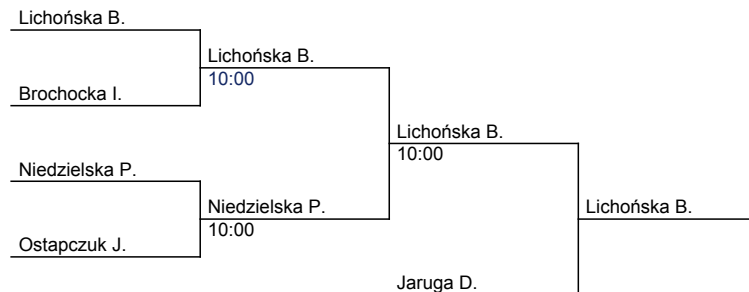 Lichońska B.
Lichońska B.
10:00
Brochocka I.
Lichońska B.
10:00
Niedzielska P.
Niedzielska P.
10:00
Lichońska B.
Ostapczuk J.
Jaruga D.